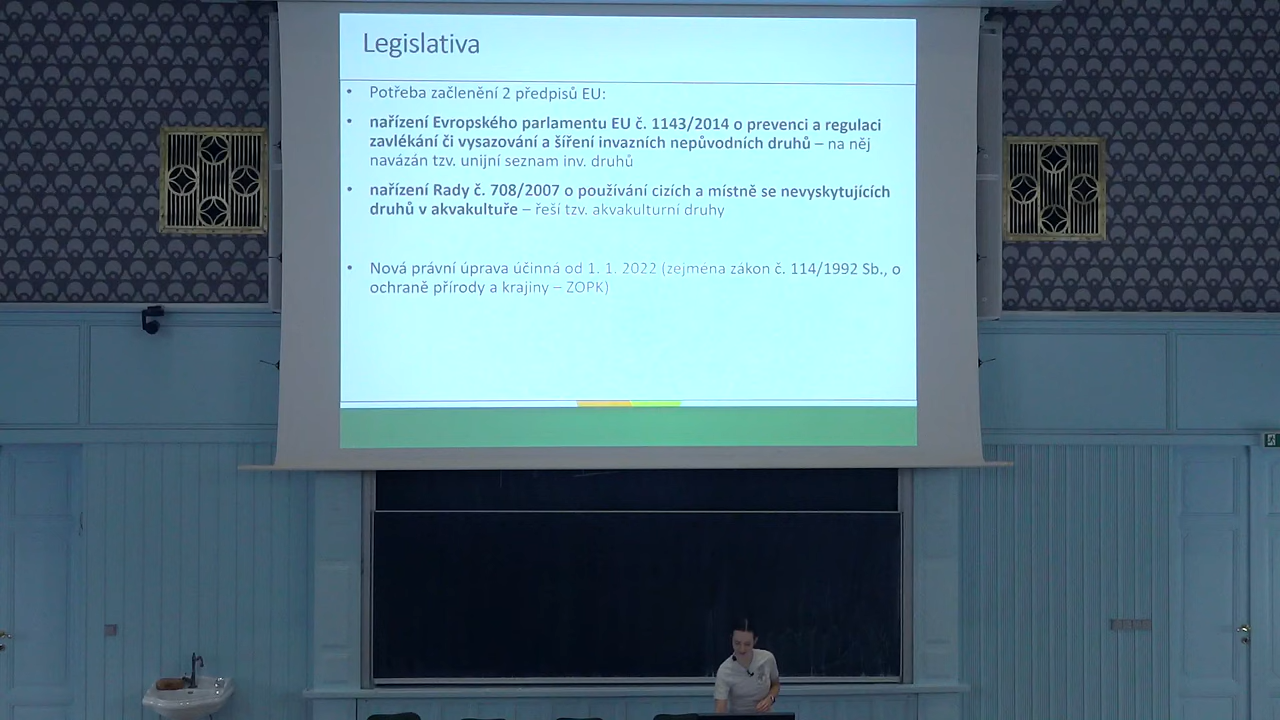 Legislativa
• Potřeba začlenění 2 předpisů EU:
• nařízení Evropského parlamentu EU č. 1143/2014 o prevenci a regulaci
zavlékání či vysazování a šíření invazních nepůvodních druhů – na něj
navázán tzv. unijní seznam inv. druhů
• nařízení Rady č. 708/2007 o používání cizích a místně se nevyskytujících
druhů v akvakultuře – řeší tzv. akvakulturní druhy
• Nová právní úprava účinná od 1. 1. 2022 (zejména zákon č. 114/1992 Sb., o
ochraně přírody a krajiny – ZOPK)